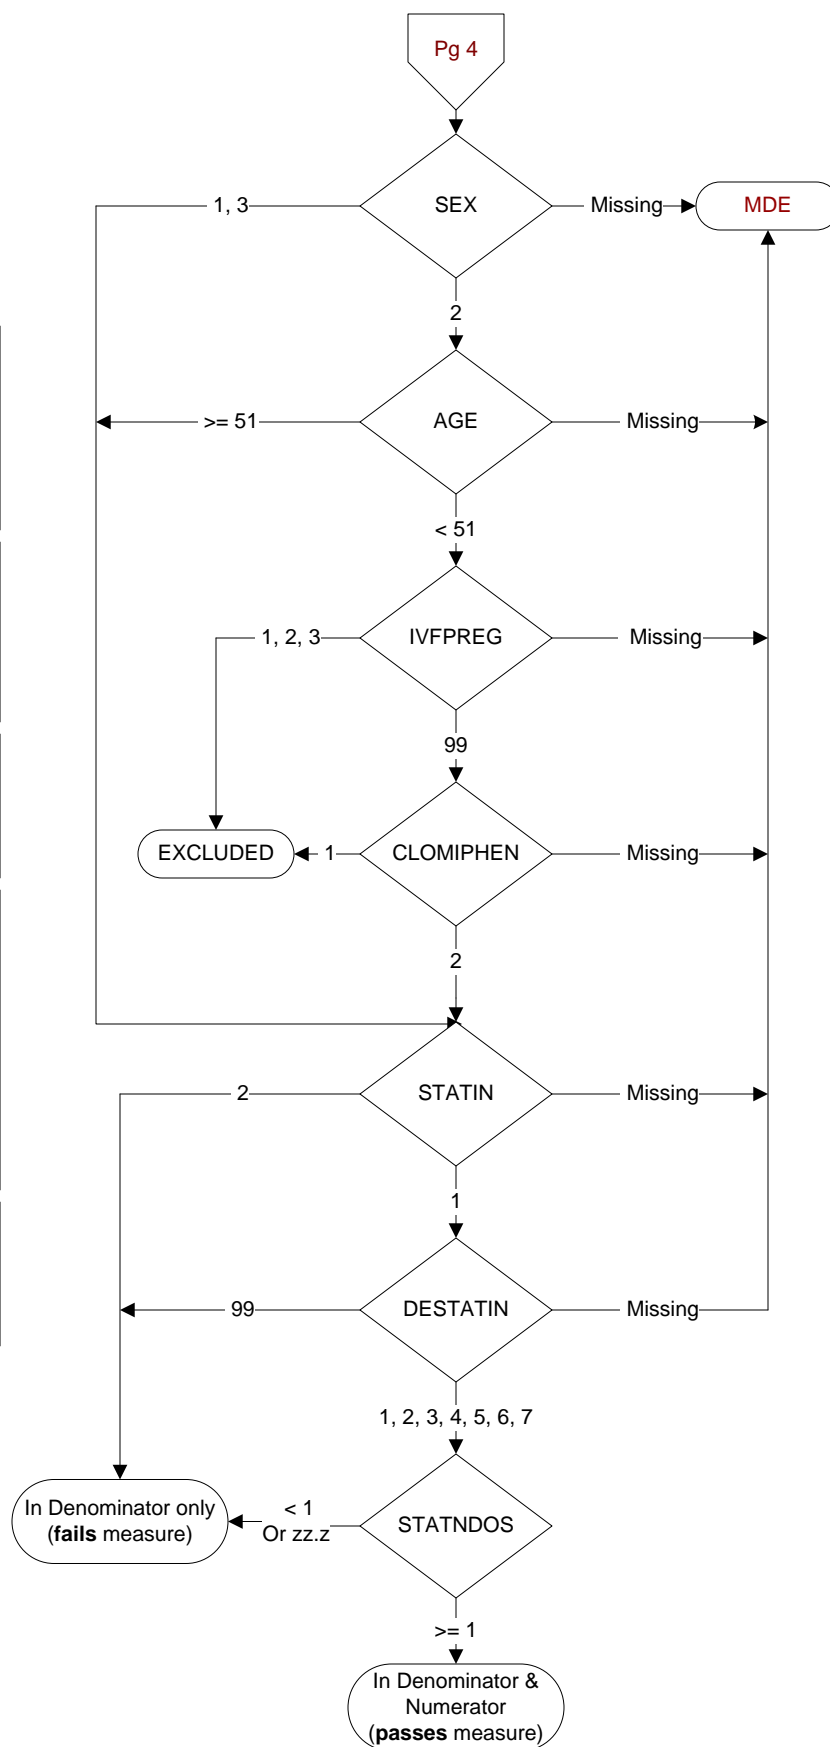 Pg 4
SEX
1, 3
Missing
MDE
2
AGE
>= 51
Missing
< 51
IVFPREG
1, 2, 3
Missing
99
CLOMIPHEN
EXCLUDED
1
Missing
2
STATIN
2
Missing
1
DESTATIN
99
Missing
1, 2, 3, 4, 5, 6, 7
STATNDOS
< 1
Or zz.z
In Denominator only
(fails measure)
>= 1
In Denominator &
Numerator
(passes measure)